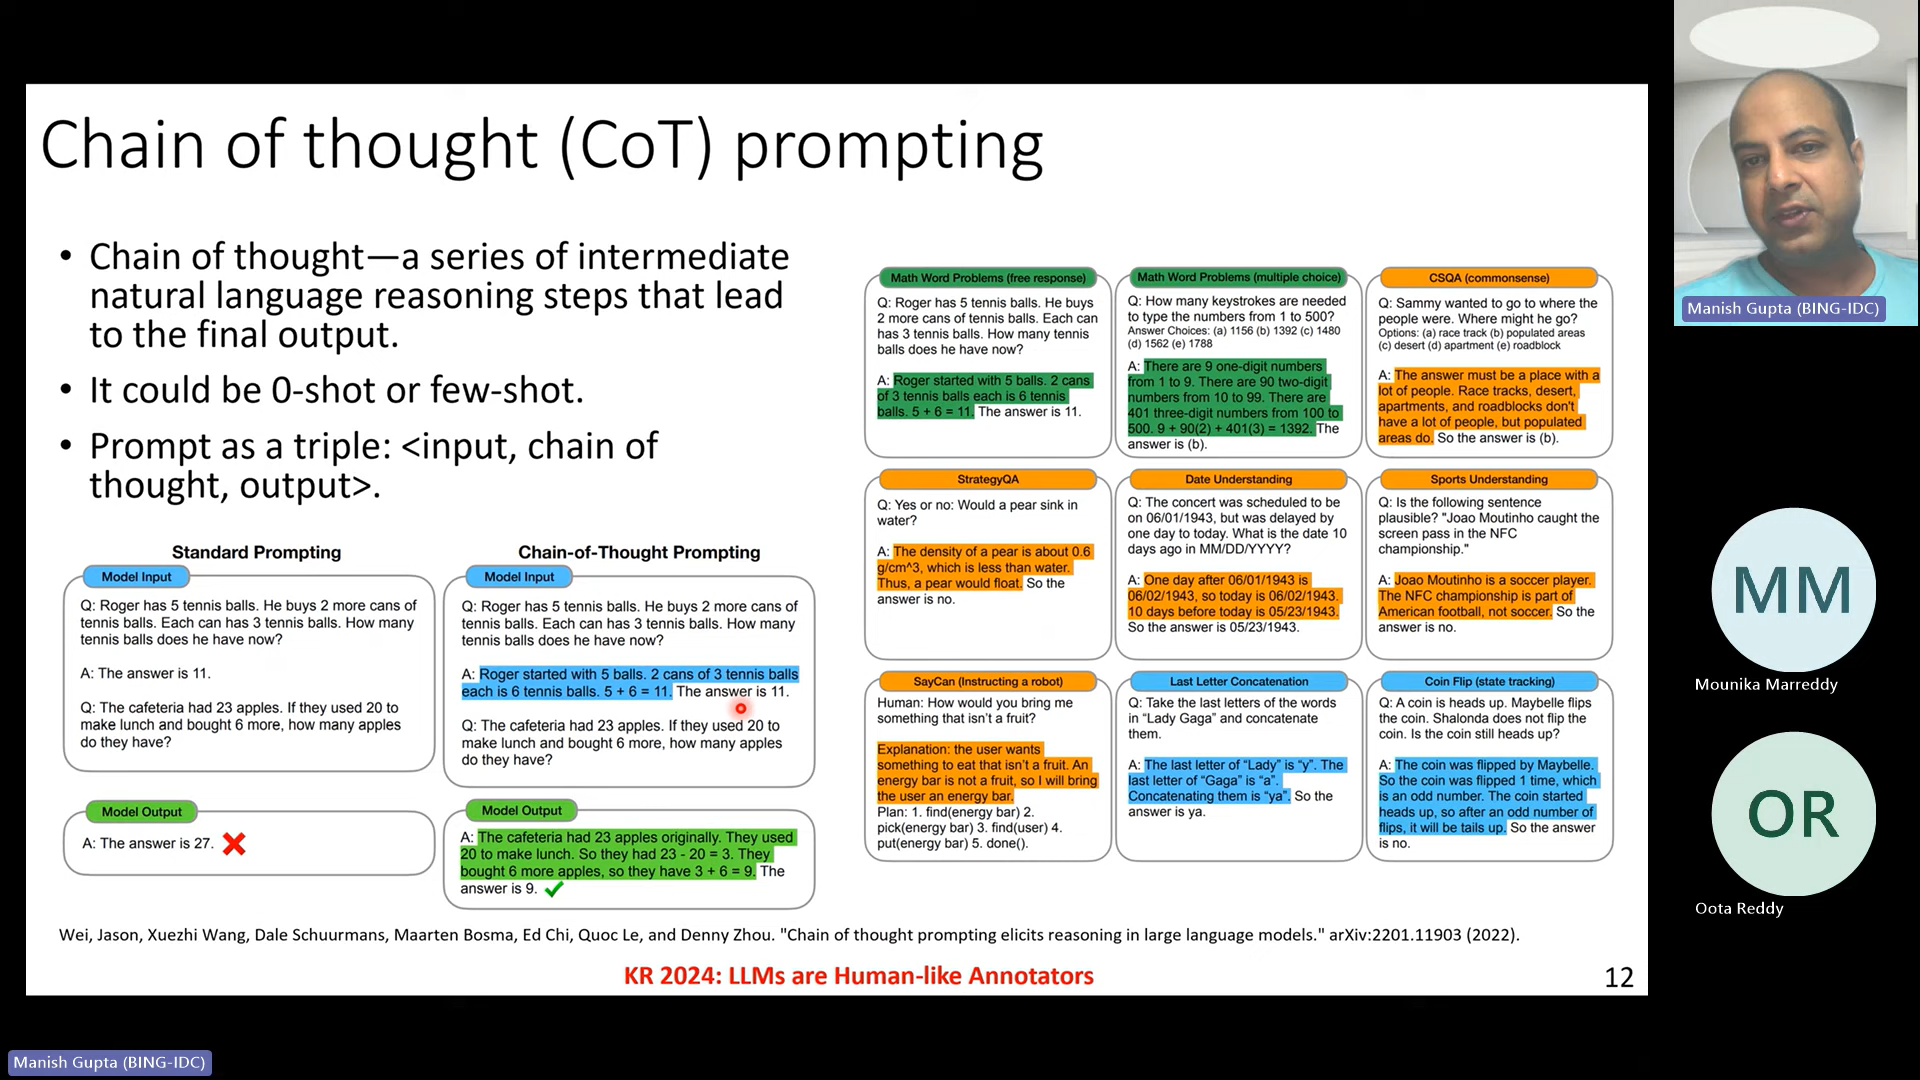 Chain of thought (CoT) prompting
• Chain of thought—a series of intermediate
natural language reasoning steps that lead
to the final output.
• It could be 0-shot or few-shot.
• Prompt as a triple: <input, chain of
thought, output>.
Standard Prompting
Model Input
Q: Roger has 5 tennis balls. He buys 2 more cans of
tennis balls. Each can has 3 tennis balls. How many
tennis balls does he have now?
A: The answer is 11.
Q: The cafeteria had 23 apples. If they used 20 to
make lunch and bought 6 more, how many apples
do they have?
Model Output
A: The answer is 27.
Chain-of-Thought Prompting
Model Input
Q: Roger has 5 tennis balls. He buys 2 more cans of
tennis balls. Each can has 3 tennis balls. How many
tennis balls does he have now?
A: Roger started with 5 balls. 2 cans of 3 tennis balls
each is 6 tennis balls. 5 + 6 = 11. The answer is 11.
Q: The cafeteria had 23 apples. If they used 20 to
make lunch and bought 6 more, how many apples
do they have?
Model Output
A: The cafeteria had 23 apples originally. They used
20 to make lunch. So they had 23 - 20 = 3. They
bought 6 more apples, so they have 3 + 6 = 9. The
answer is 9.
Math Word Problems (free response)
Q: Roger has 5 tennis balls. He buys
2 more cans of tennis balls. Each can
has 3 tennis balls. How many tennis
balls does he have now?
A: Roger started with 5 balls. 2 cans
of 3 tennis balls each is 6 tennis
balls. 5 + 6 = 11. The answer is 11.
Math Word Problems (multiple choice)
Q: How many keystrokes are needed
to type the numbers from 1 to 500?
Answer Choices: (a) 1156 (b) 1392 (c) 1480
(d) 1562 (e) 1788
A: There are 9 one-digit numbers
from 1 to 9. There are 90 two-digit
numbers from 10 to 99. There are
401 three-digit numbers from 100 to
500. 9 + 90(2) + 401(3) = 1392. The
answer is (b).
CSQA (commonsense)
Q: Sammy wanted to go to where the
people were. Where might he go?
Options: (a) race track (b) populated areas
(c) desert (d) apartment (e) roadblock
A: The answer must be a place with a
lot of people. Race tracks, desert,
apartments, and roadblocks don't
have a lot of people, but populated
areas do. So the answer is (b).
StrategyQA
Q: Yes or no: Would a pear sink in
water?
A: The density of a pear is about 0.6
g/cm^3, which is less than water.
Thus, a pear would float. So the
answer is no.
Date Understanding
Q: The concert was scheduled to be
on 06/01/1943, but was delayed by
one day to today. What is the date 10
days ago in MM/DD/YYYY?
A: One day after 06/01/1943 is
06/02/1943, so today is 06/02/1943.
10 days before today is 05/23/1943.
So the answer is 05/23/1943.
Sports Understanding
Q: Is the following sentence
plausible? "Joao Moutinho caught the
screen pass in the NFC
championship."
A: Joao Moutinho is a soccer player.
The NFC championship is part of
American football, not soccer. So the
answer is no.
SayCan (Instructing a robot)
Human: How would you bring me
something that isn't a fruit?
Explanation: the user wants
something to eat that isn't a fruit. An
energy bar is not a fruit, so I will bring
the user an energy bar.
Plan: 1. find(energy bar) 2.
pick(energy bar) 3. find(user) 4.
put(energy bar) 5. done().
Last Letter Concatenation
Q: Take the last letters of the words
in “Lady Gaga” and concatenate
them.
A: The last letter of “Lady” is “y”. The
last letter of “Gaga” is “a”.
Concatenating them is “ya”. So the
answer is ya.
Coin Flip (state tracking)
Q: A coin is heads up. Maybelle flips
the coin. Shalonda does not flip the
coin. Is the coin still heads up?
A: The coin was flipped by Maybelle.
So the coin was flipped 1 time, which
is an odd number. The coin started
heads up, so after an odd number of
flips, it will be tails up. So the answer
is no.
Wei, Jason, Xuezhi Wang, Dale Schuurmans, Maarten Bosma, Ed Chi, Quoc Le, and Denny Zhou. "Chain of thought prompting elicits reasoning in large language models." arXiv:2201.11903 (2022).
KR 2024: LLMs are Human-like Annotators
12
Manish Gupta (BING-IDC)
MM
Mounika Marreddy
OR
Oota Reddy
Manish Gupta (BING-IDC)